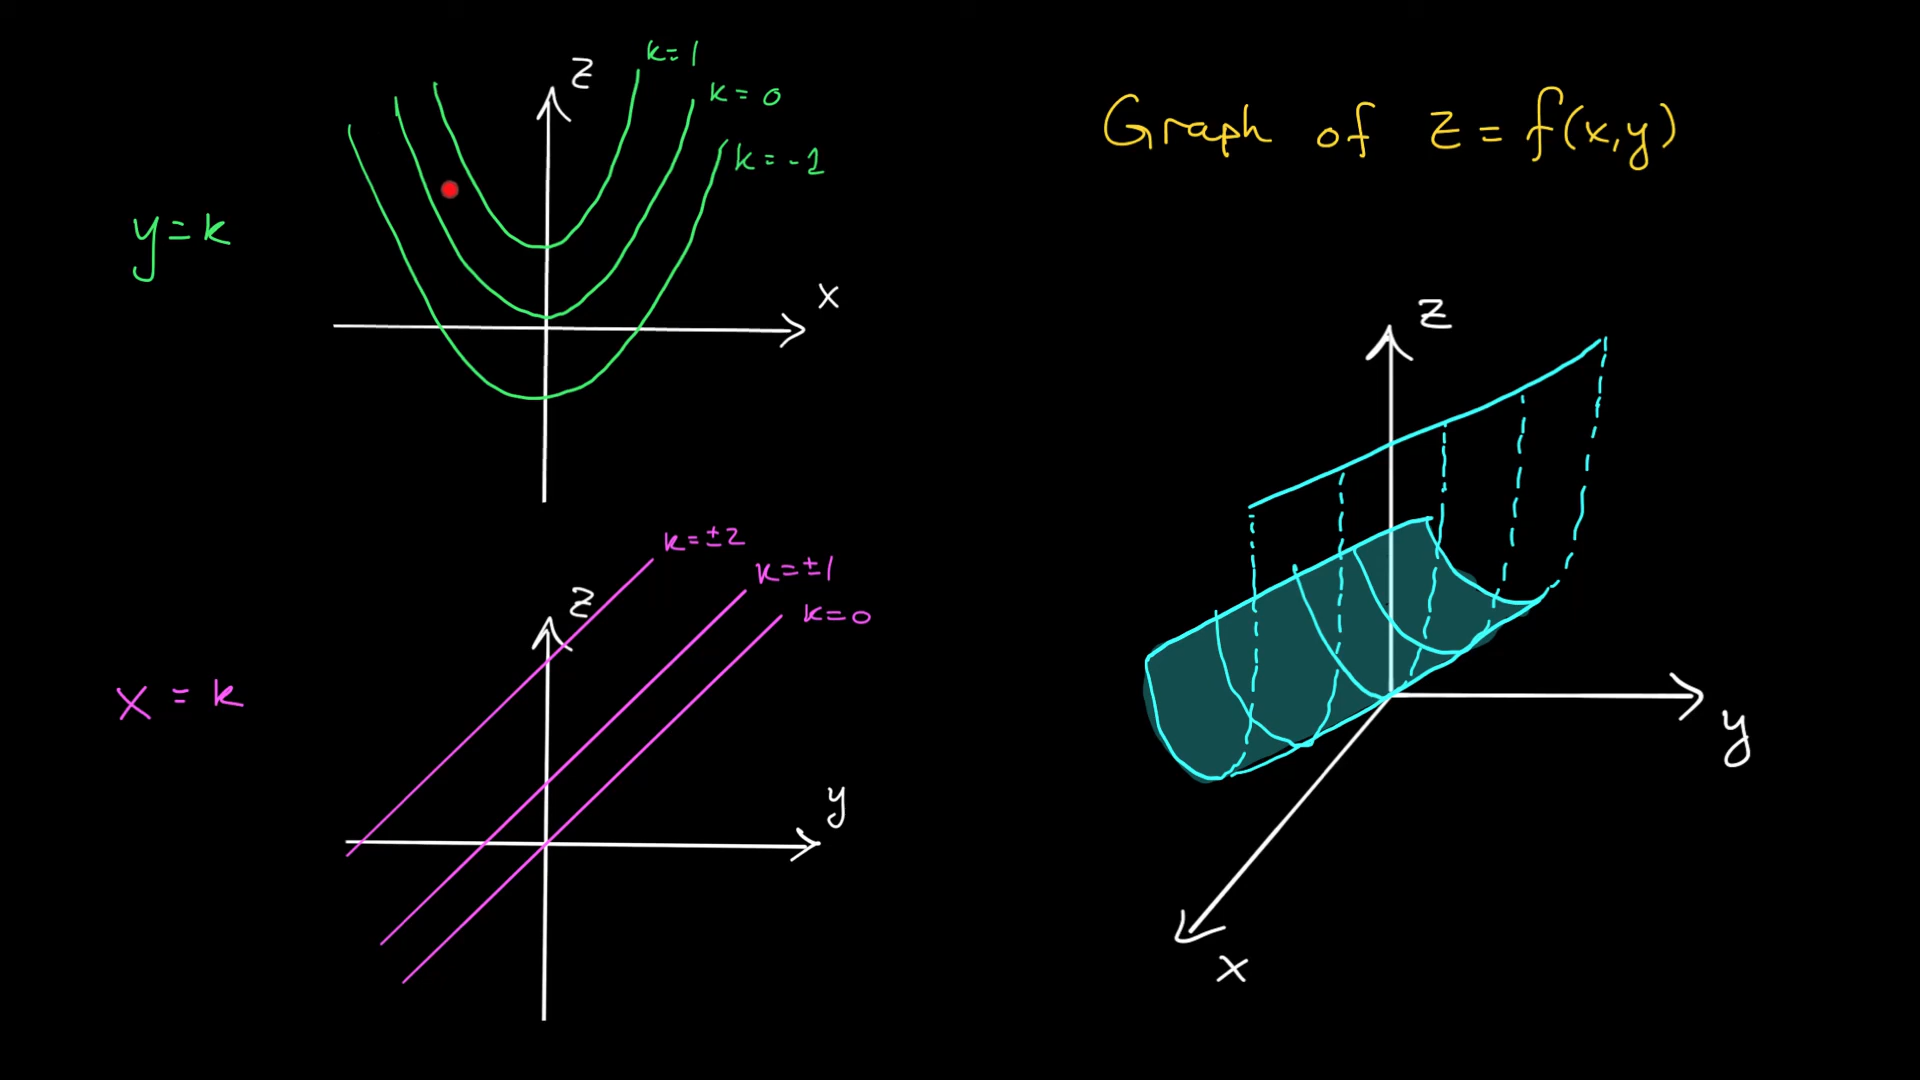 k=1
z
k=0
k=-1
y=k
x
Graph of z=f(x,y)
z
k=±2
k=±1
k=0
z
x=k
y
y
x